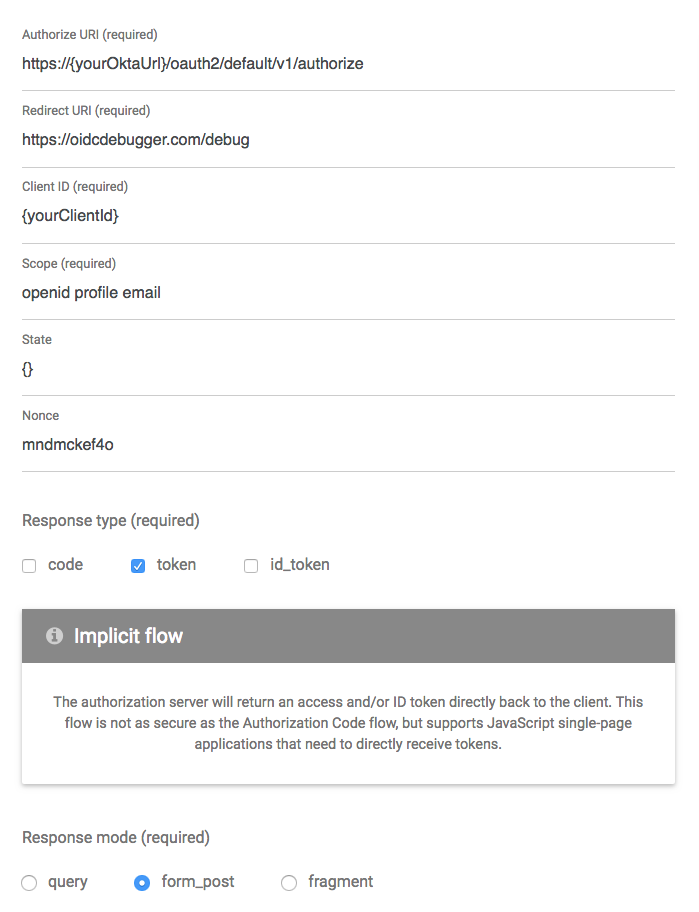 Authorize URI (required)
https://{yourOktaUrl}/oauth2/default/v1/authorize
Redirect URI (required)
https://oidcdebugger.com/debug
Client ID (required)
{yourClientId}
Scope (required)
openid profile email
State
{}
Nonce
mndmckef4o
Response type (required)
code token id_token
Implicit flow
The authorization server will return an access and/or ID token directly back to the client. This
flow is not as secure as the Authorization Code flow, but supports JavaScript single-page
applications that need to directly receive tokens.
Response mode (required)
query form_post fragment